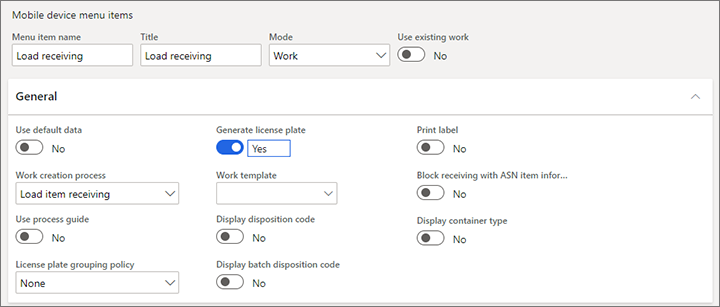 Mobile device menu items
Menu item name Title Mode Use existing work
Load receiving Load receiving Work No
General
Use default data Generate license plate Print label
No Yes No
Work creation process Work template Block receiving with ASN item infor...
Load item receiving No
Use process guide Display disposition code Display container type
No No No
License plate grouping policy Display batch disposition code
None No